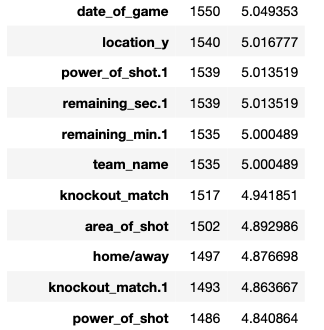 date_of_game 1550 5.049353
location_y 1540 5.016777
power_of_shot.1 1539 5.013519
remaining_sec.1 1539 5.013519
remaining_min.1 1535 5.000489
team_name 1535 5.000489
knockout_match 1517 4.941851
area_of_shot 1502 4.892986
home/away 1497 4.876698
knockout_match.1 1493 4.863667
power_of_shot 1486 4.840864